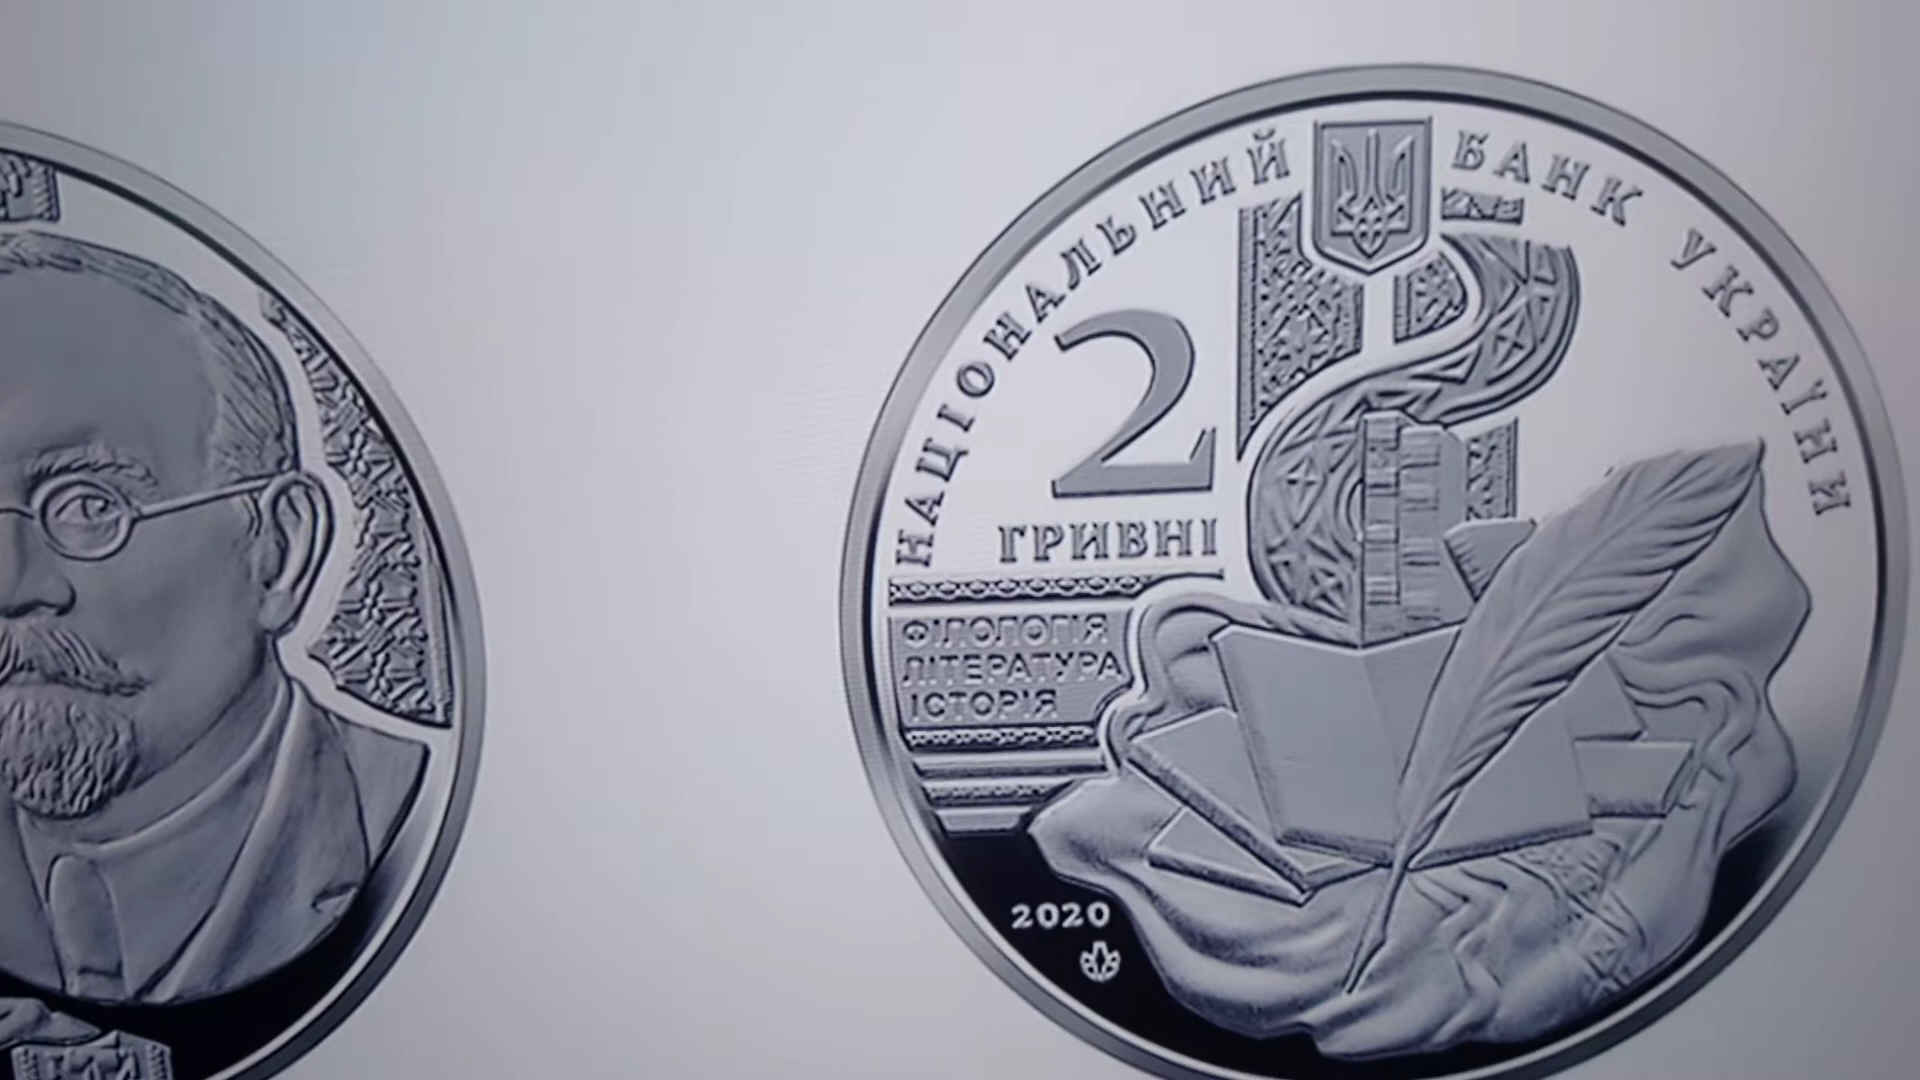 НАЦІОНАЛЬНИЙ БАНК УКРАЇНИ
2
ГРИВНІ
ФІЛОЛОГІЯ
ЛІТЕРАТУРА
ІСТОРІЯ
2020